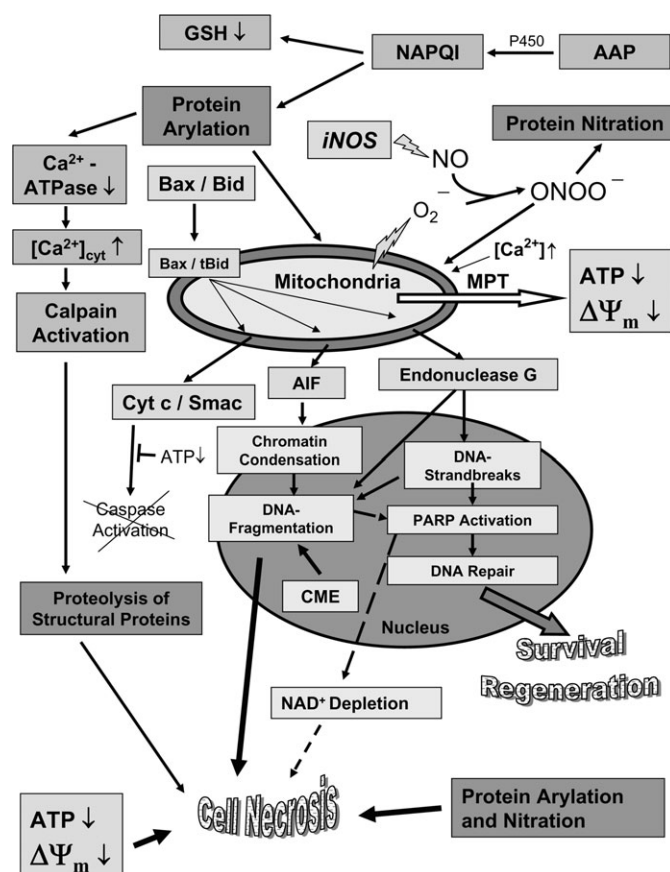 GSH ↓
NAPQI
P450
AAP
Protein
Arylation
iNOS
NO
Protein Nitration
Ca²⁺ -
ATPase ↓
Bax / Bid
⁻
O₂
ONOO⁻
[Ca²⁺]cyt ↑
Bax / tBid
Mitochondria
[Ca²⁺]↑
MPT
ATP ↓
ΔΨm ↓
Calpain
Activation
AIF
Endonuclease G
Cyt c / Smac
Chromatin
Condensation
ATP↓
DNA-
Strandbreaks
Caspase
Activation
DNA-
Fragmentation
PARP Activation
DNA Repair
CME
Nucleus
Proteolysis of
Structural Proteins
Survival
Regeneration
NAD⁺ Depletion
Cell Necrosis
ATP ↓
ΔΨm ↓
Protein Arylation
and Nitration